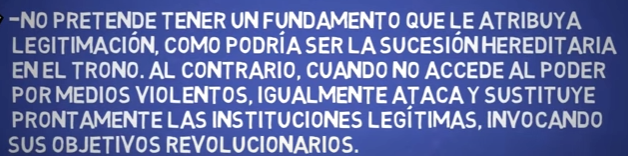 -NO PRETENDE TENER UN FUNDAMENTO QUE LE ATRIBUYA
LEGITIMACIÓN, COMO PODRÍA SER LA SUCESIÓN HEREDITARIA
EN EL TRONO. AL CONTRARIO, CUANDO NO ACCEDE AL PODER
POR MEDIOS VIOLENTOS, IGUALMENTE ATACA Y SUSTITUYE
PRONTAMENTE LAS INSTITUCIONES LEGÍTIMAS, INVOCANDO
SUS OBJETIVOS REVOLUCIONARIOS.